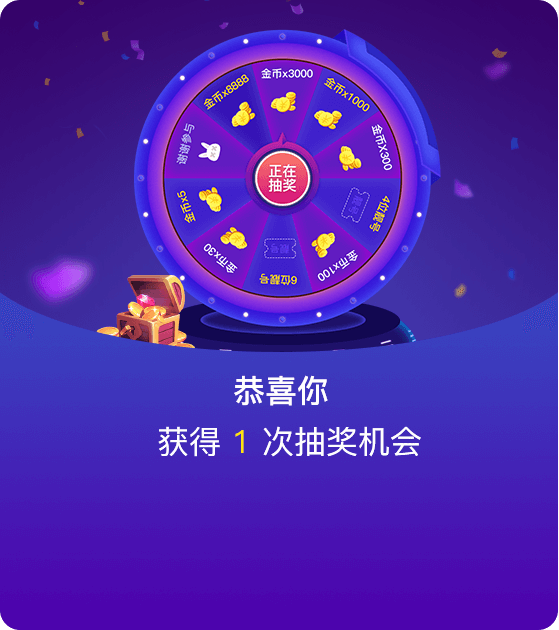 金币x3000
金币x1000
金币x300
4位靓号
金币x100
6位靓号
金币x30
金币x5
谢谢参与
金币x8888
正在
抽奖
恭喜你
获得 1 次抽奖机会